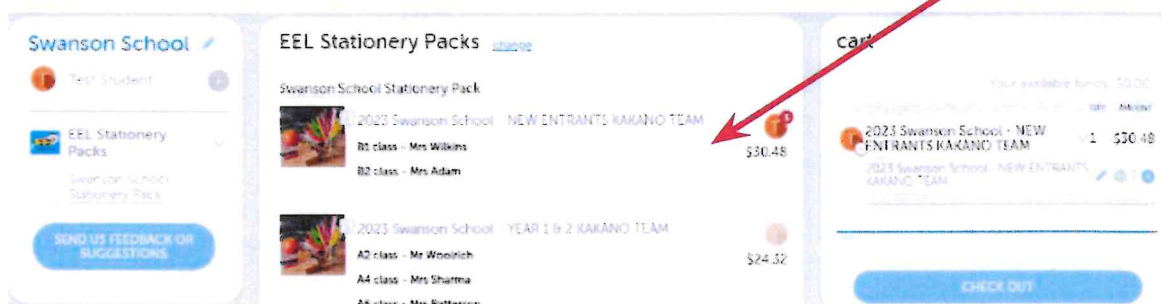 Swanson School
Test Student
EEL Stationery
Packs
Swanson School
Stationery Pack
SEND US FEEDBACK OR
SUGGESTIONS
EEL Stationery Packs change
Swanson School Stationery Pack
2023 Swanson School - NEW ENTRANTS KAKANO TEAM
B1 class - Mrs Wilkins
B2 class - Mrs Adam
$30.48
2023 Swanson School - YEAR 1 & 2 KAKANO TEAM
A2 class - Mr Woolrich
A4 class - Mrs Sharma
A6 class - Mrs Patterson
$24.32
cart
Your available funds $0.00
QTY Amount
2023 Swanson School - NEW
ENTRANTS KAKANO TEAM
1 $30.48
2023 Swanson School - NEW ENTRANTS
KAKANO TEAM
CHECK OUT